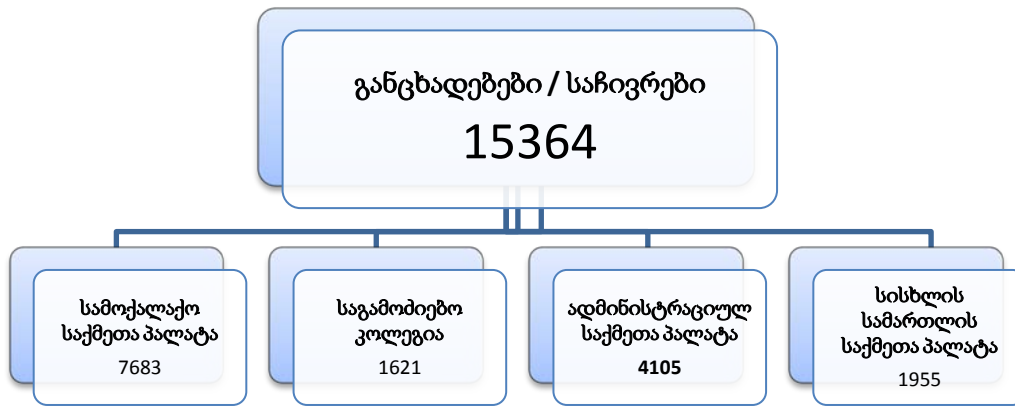 განცხადებები / საჩივრები
15364
სამოქალაქო
საქმეთა პალატა
7683
საგამოძიებო
კოლეგია
1621
ადმინისტრაციულ
საქმეთა პალატა
4105
სისხლის
სამართლის
საქმეთა პალატა
1955